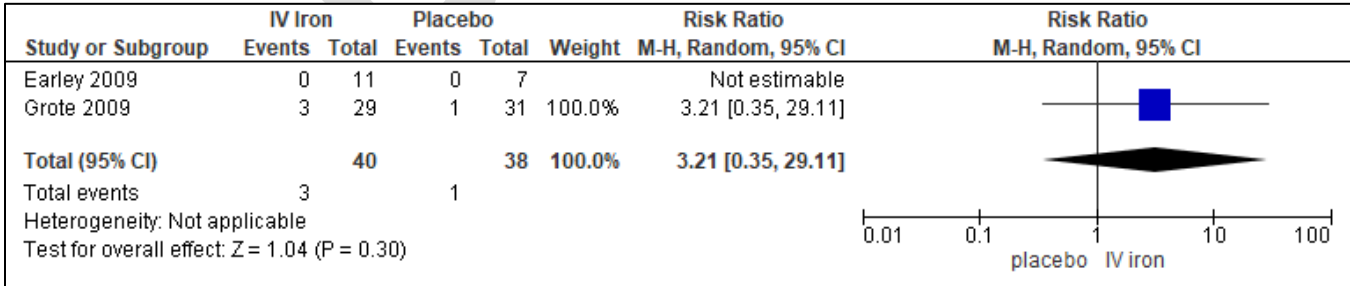 IV Iron Placebo Risk Ratio Risk Ratio
Study or Subgroup Events Total Events Total Weight M-H, Random, 95% CI M-H, Random, 95% CI
Earley 2009 0 11 0 7 Not estimable
Grote 2009 3 29 1 31 100.0% 3.21 [0.35, 29.11]
Total (95% CI) 40 38 100.0% 3.21 [0.35, 29.11]
Total events 3 1
Heterogeneity: Not applicable
Test for overall effect: Z = 1.04 (P = 0.30)
0.01 0.1 1 10 100
placebo IV iron